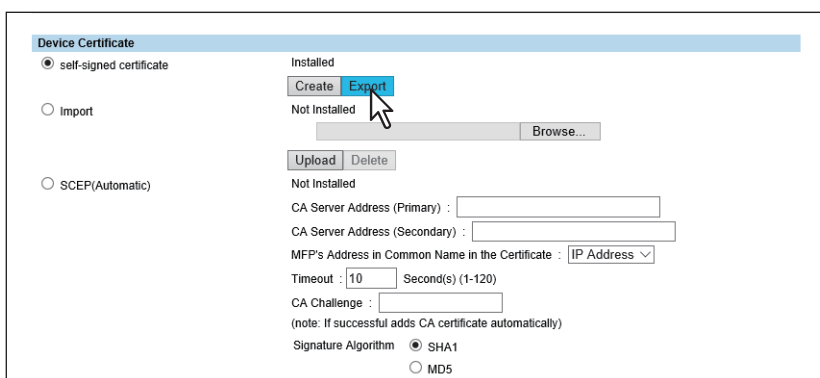 Device Certificate
self-signed certificate Installed
Create Export
Import Not Installed
Browse...
Upload Delete
SCEP(Automatic) Not Installed
CA Server Address (Primary) :
CA Server Address (Secondary) :
MFP's Address in Common Name in the Certificate : IP Address
Timeout : 10 Second(s) (1-120)
CA Challenge :
(note: If successful adds CA certificate automatically)
Signature Algorithm SHA1
MD5